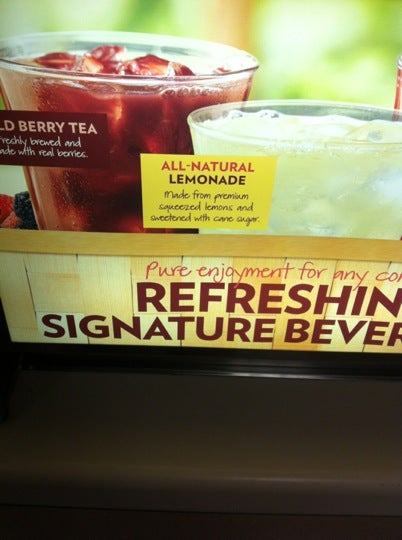 LD BERRY TEA
freshly brewed and
ade with real berries.
ALL-NATURAL
LEMONADE
Made from premium
squeezed lemons and
sweetened with cane sugar.
Pure enjoyment for any co
REFRESHIN
SIGNATURE BEVER